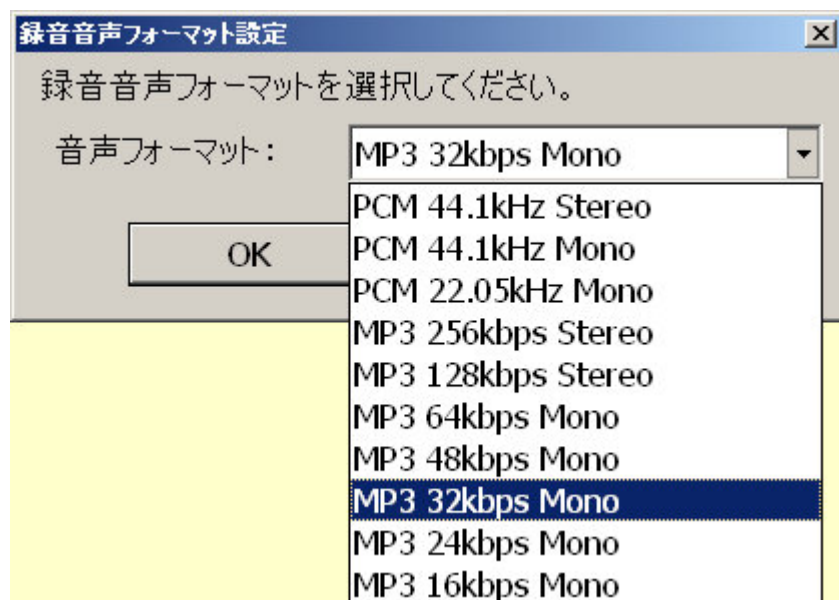 録音音声フォーマット設定
録音音声フォーマットを選択してください。
音声フォーマット: MP3 32kbps Mono
PCM 44.1kHz Stereo
PCM 44.1kHz Mono
OK
PCM 22.05kHz Mono
MP3 256kbps Stereo
MP3 128kbps Stereo
MP3 64kbps Mono
MP3 48kbps Mono
MP3 32kbps Mono
MP3 24kbps Mono
MP3 16kbps Mono